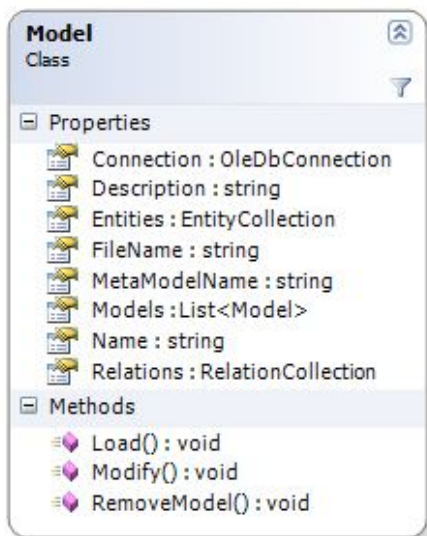 Model
Class
Properties
Connection : OleDbConnection
Description : string
Entities : EntityCollection
FileName : string
MetaModelName : string
Models :List<Model>
Name : string
Relations : RelationCollection
Methods
Load() : void
Modify() : void
RemoveModel() : void